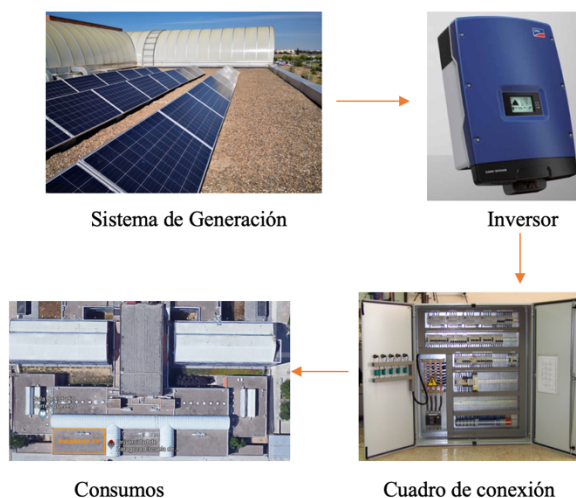 Sistema de Generación
Inversor
Consumos
Cuadro de conexión